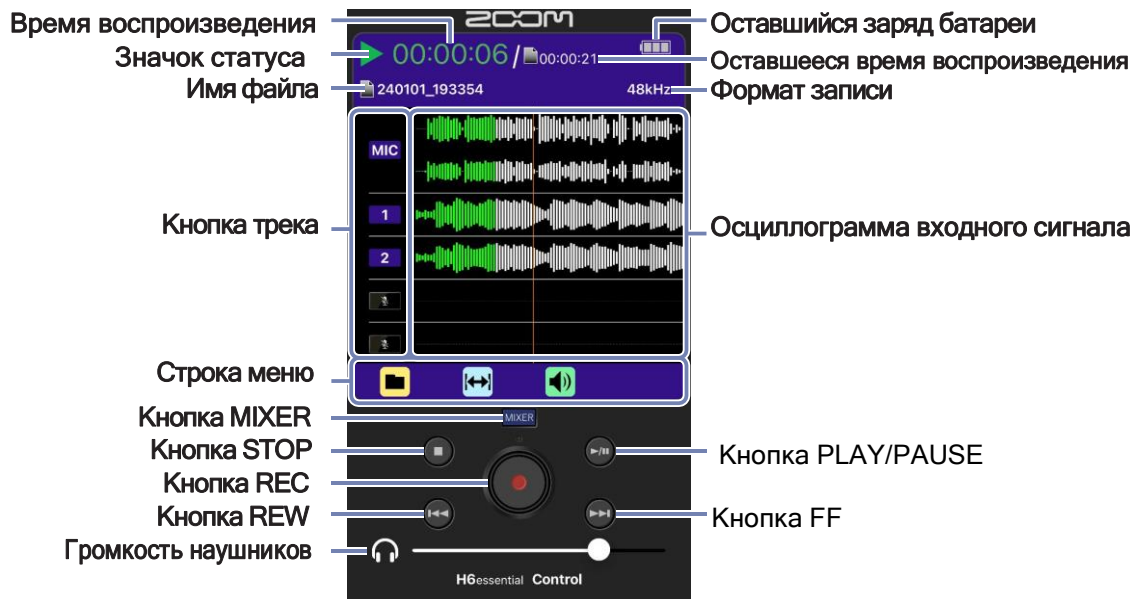 Время воспроизведения
ZOOM
Оставшийся заряд батареи
Значок статуса
00:00:06 / 00:00:21
Оставшееся время воспроизведения
Имя файла
240101_193354
48kHz
Формат записи
MIC
Кнопка трека
1
Осциллограмма входного сигнала
2
Строка меню
Кнопка MIXER
MIXER
Кнопка STOP
Кнопка PLAY/PAUSE
Кнопка REC
Кнопка REW
Кнопка FF
Громкость наушников
H6essential Control